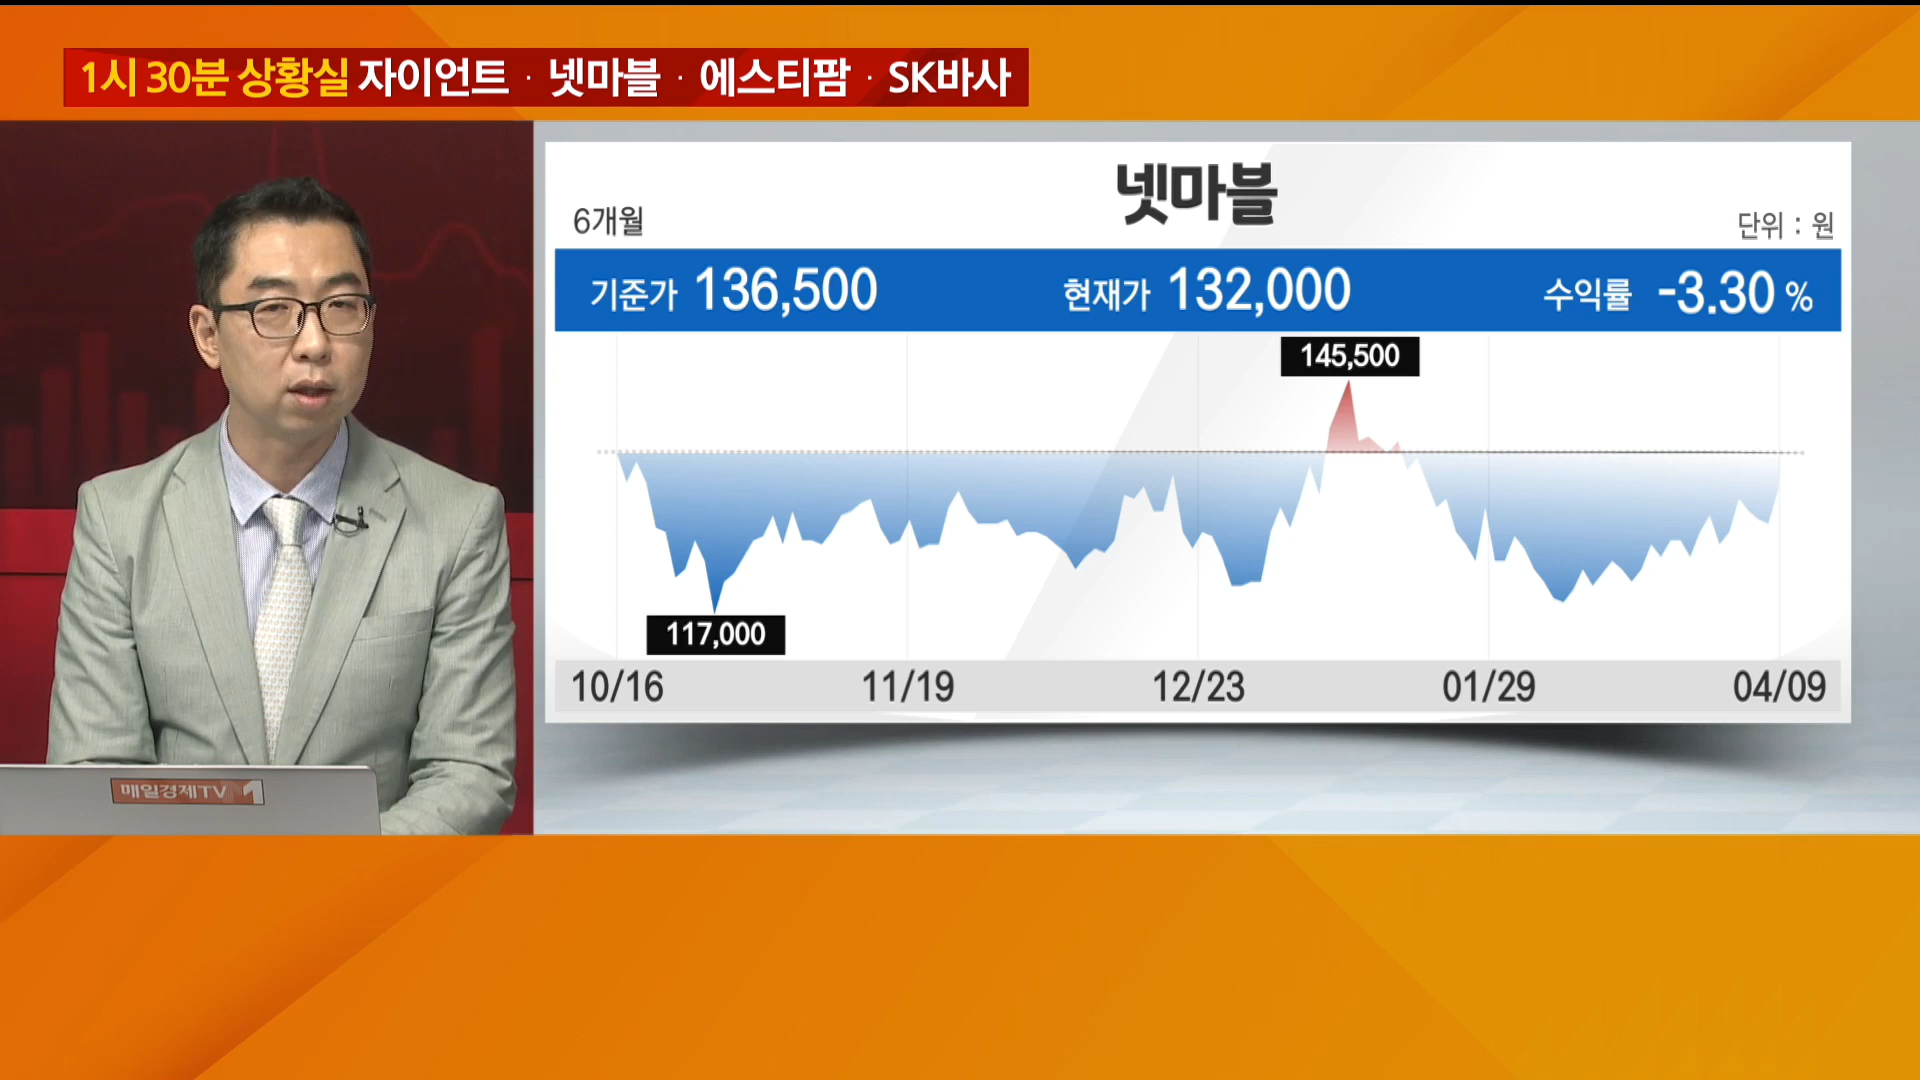 1시 30분 상황실 자이언트 · 넷마블 · 에스티팜 · SK바사
넷마블
6개월
단위 : 원
기준가 136,500 현재가 132,000 수익률 -3.30 %
145,500
117,000
10/16 11/19 12/23 01/29 04/09
매일경제TV